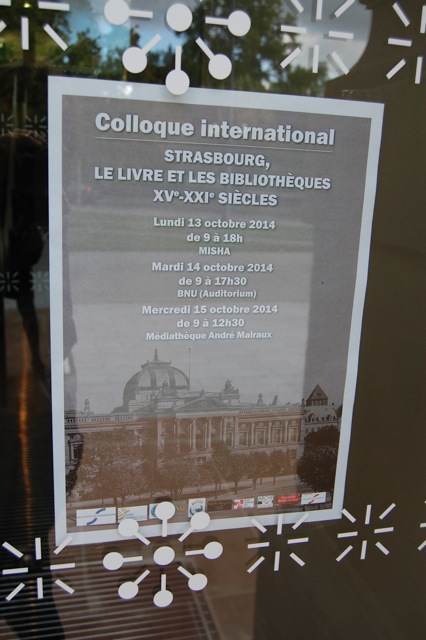 Colloque international
STRASBOURG,
LE LIVRE ET LES BIBLIOTHÈQUES
XVe-XXIe SIÈCLES
Lundi 13 octobre 2014
de 9 à 18h
MISHA
Mardi 14 octobre 2014
de 9 à 17h30
BNU (Auditorium)
Mercredi 15 octobre 2014
de 9 à 12h30
Médiathèque André Malraux